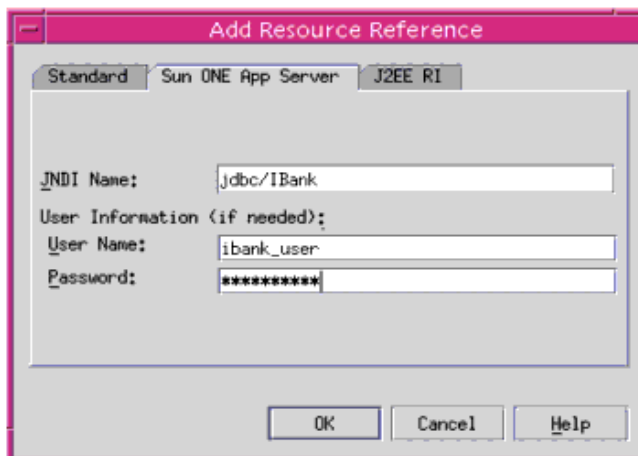 Add Resource Reference
Standard Sun ONE App Server J2EE RI
JNDI Name: jdbc/IBank
User Information (if needed):
User Name: ibank_user
Password: **********
OK Cancel Help